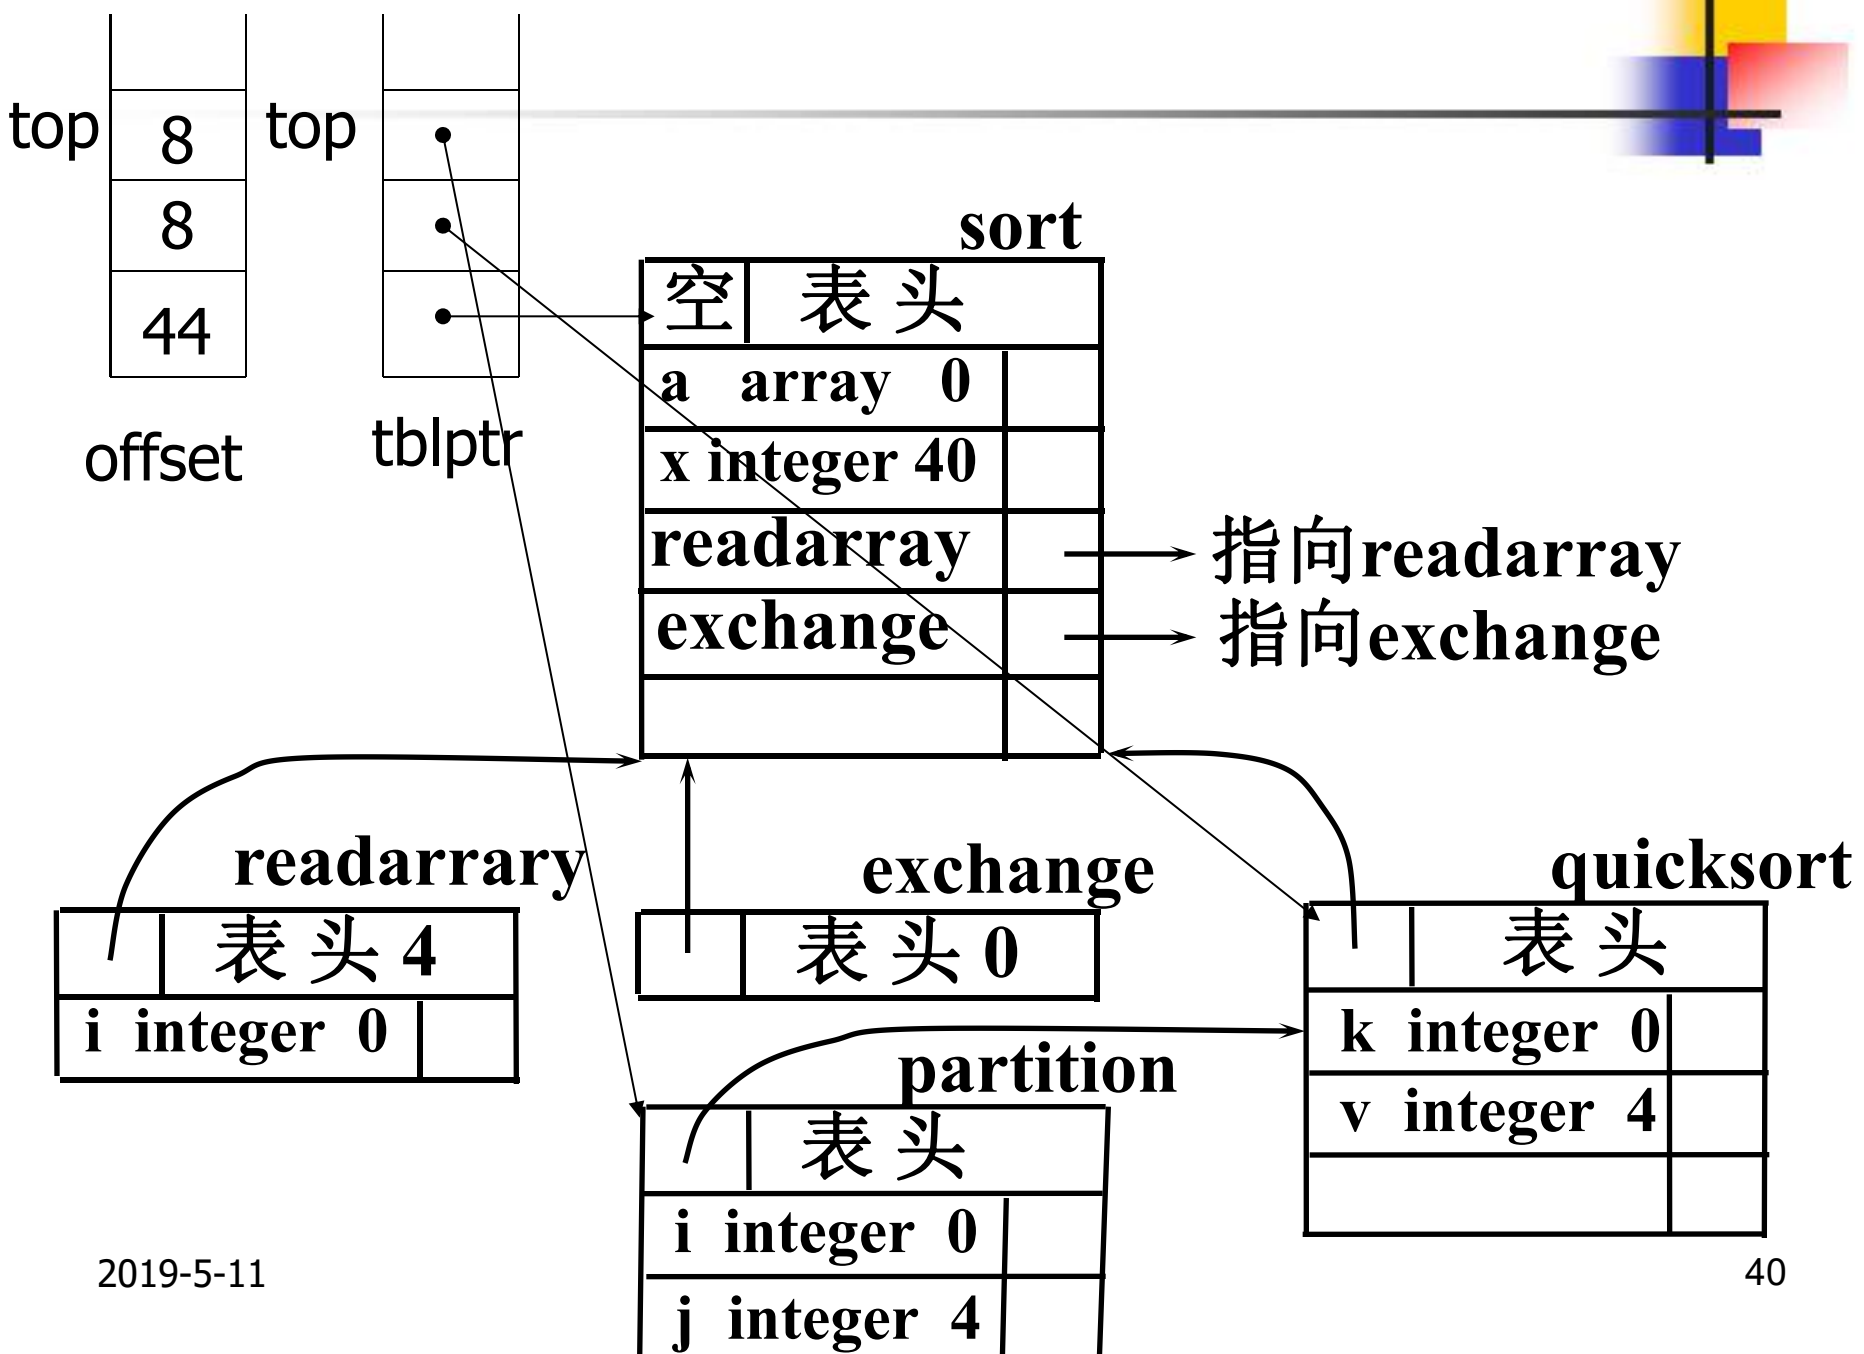 top 8 top
8
44
offset
tblptr
sort
空 表 头
a array 0
x integer 40
readarray
指向readarray
exchange
指向exchange
readarrary
表 头 4
i integer 0
exchange
表 头 0
quicksort
表 头
k integer 0
v integer 4
partition
表 头
i integer 0
j integer 4
2019-5-11
40